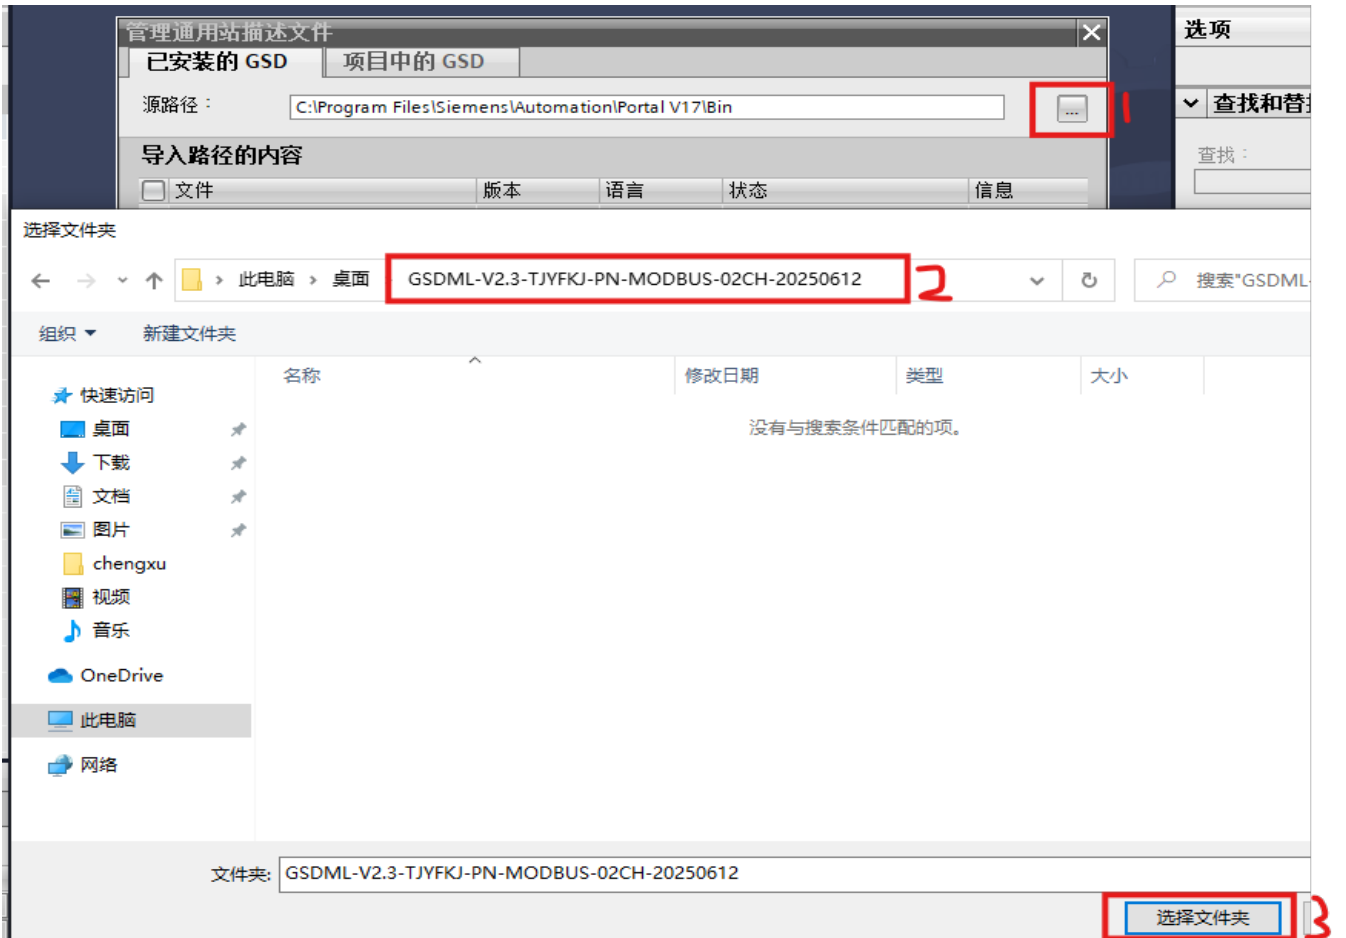 管理通用站描述文件
选项
已安装的 GSD
项目中的 GSD
源路径：
C:\Program Files\Siemens\Automation\Portal V17\Bin
...
1
查找和替
导入路径的内容
查找：
文件
版本
语言
状态
信息
选择文件夹
此电脑 › 桌面
GSDML-V2.3-TJYFKJ-PN-MODBUS-02CH-20250612
2
搜索"GSDML-
组织
新建文件夹
名称
修改日期
类型
大小
快速访问
没有与搜索条件匹配的项。
桌面
下载
文档
图片
chengxu
视频
音乐
OneDrive
此电脑
网络
文件夹:
GSDML-V2.3-TJYFKJ-PN-MODBUS-02CH-20250612
选择文件夹
3